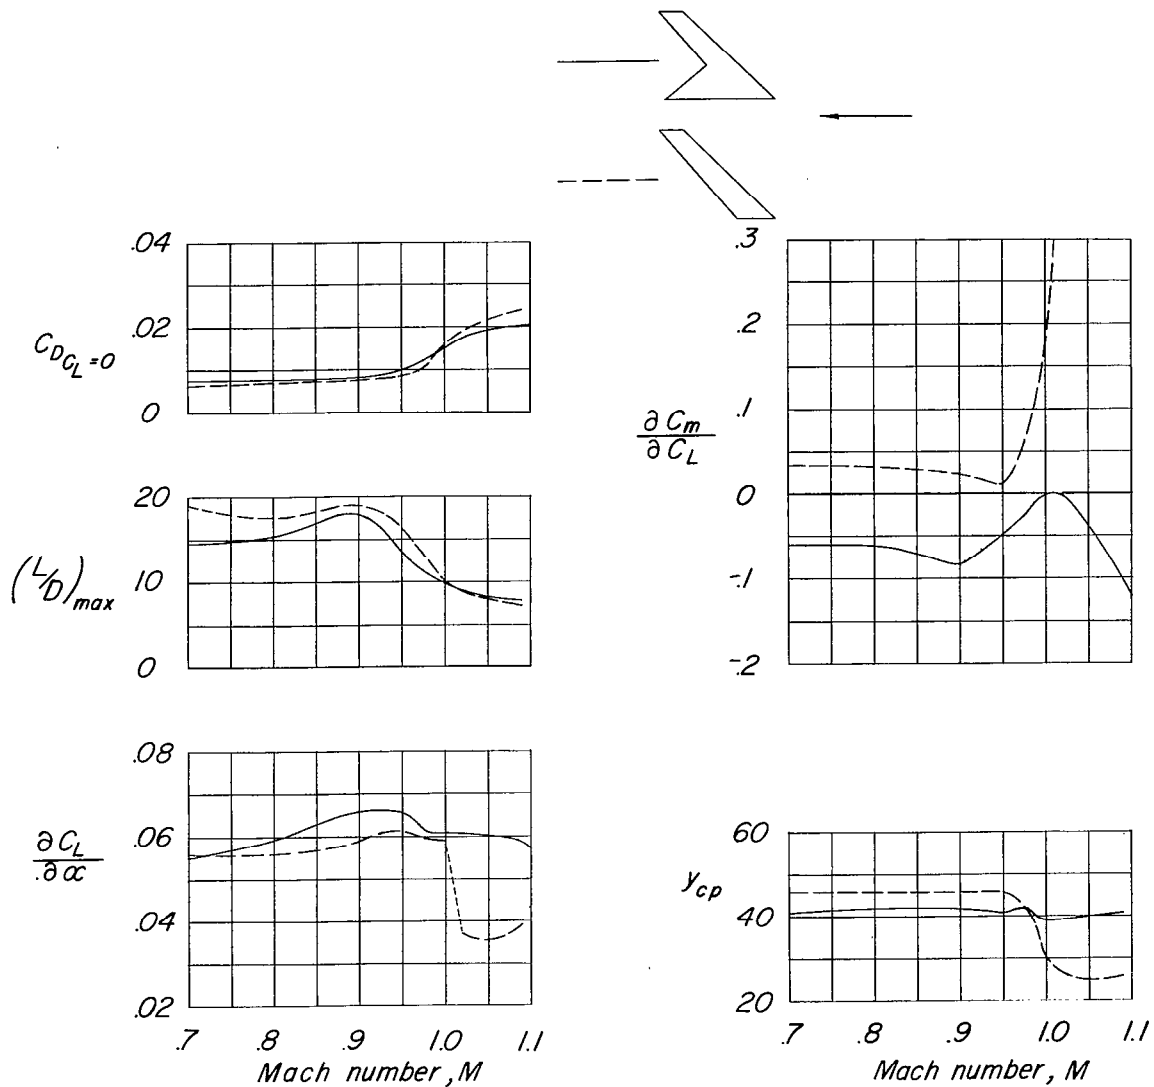 .04
.02
0
C_{D_{C_L=0}}
20
10
0
(L/D)_{max}
.08
.06
.04
.02
∂C_L
∂α
.7 .8 .9 1.0 1.1
Mach number, M
.3
.2
.1
0
-.1
-.2
∂C_m
∂C_L
60
40
20
y_{cp}
.7 .8 .9 1.0 1.1
Mach number, M